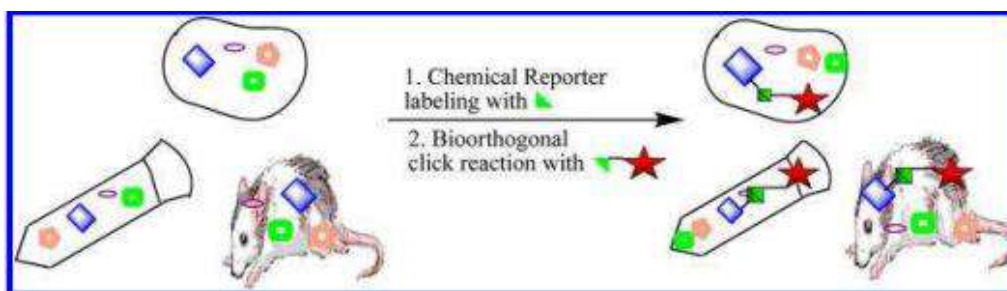 1. Chemical Reporter
labeling with
2. Bioorthogonal
click reaction with